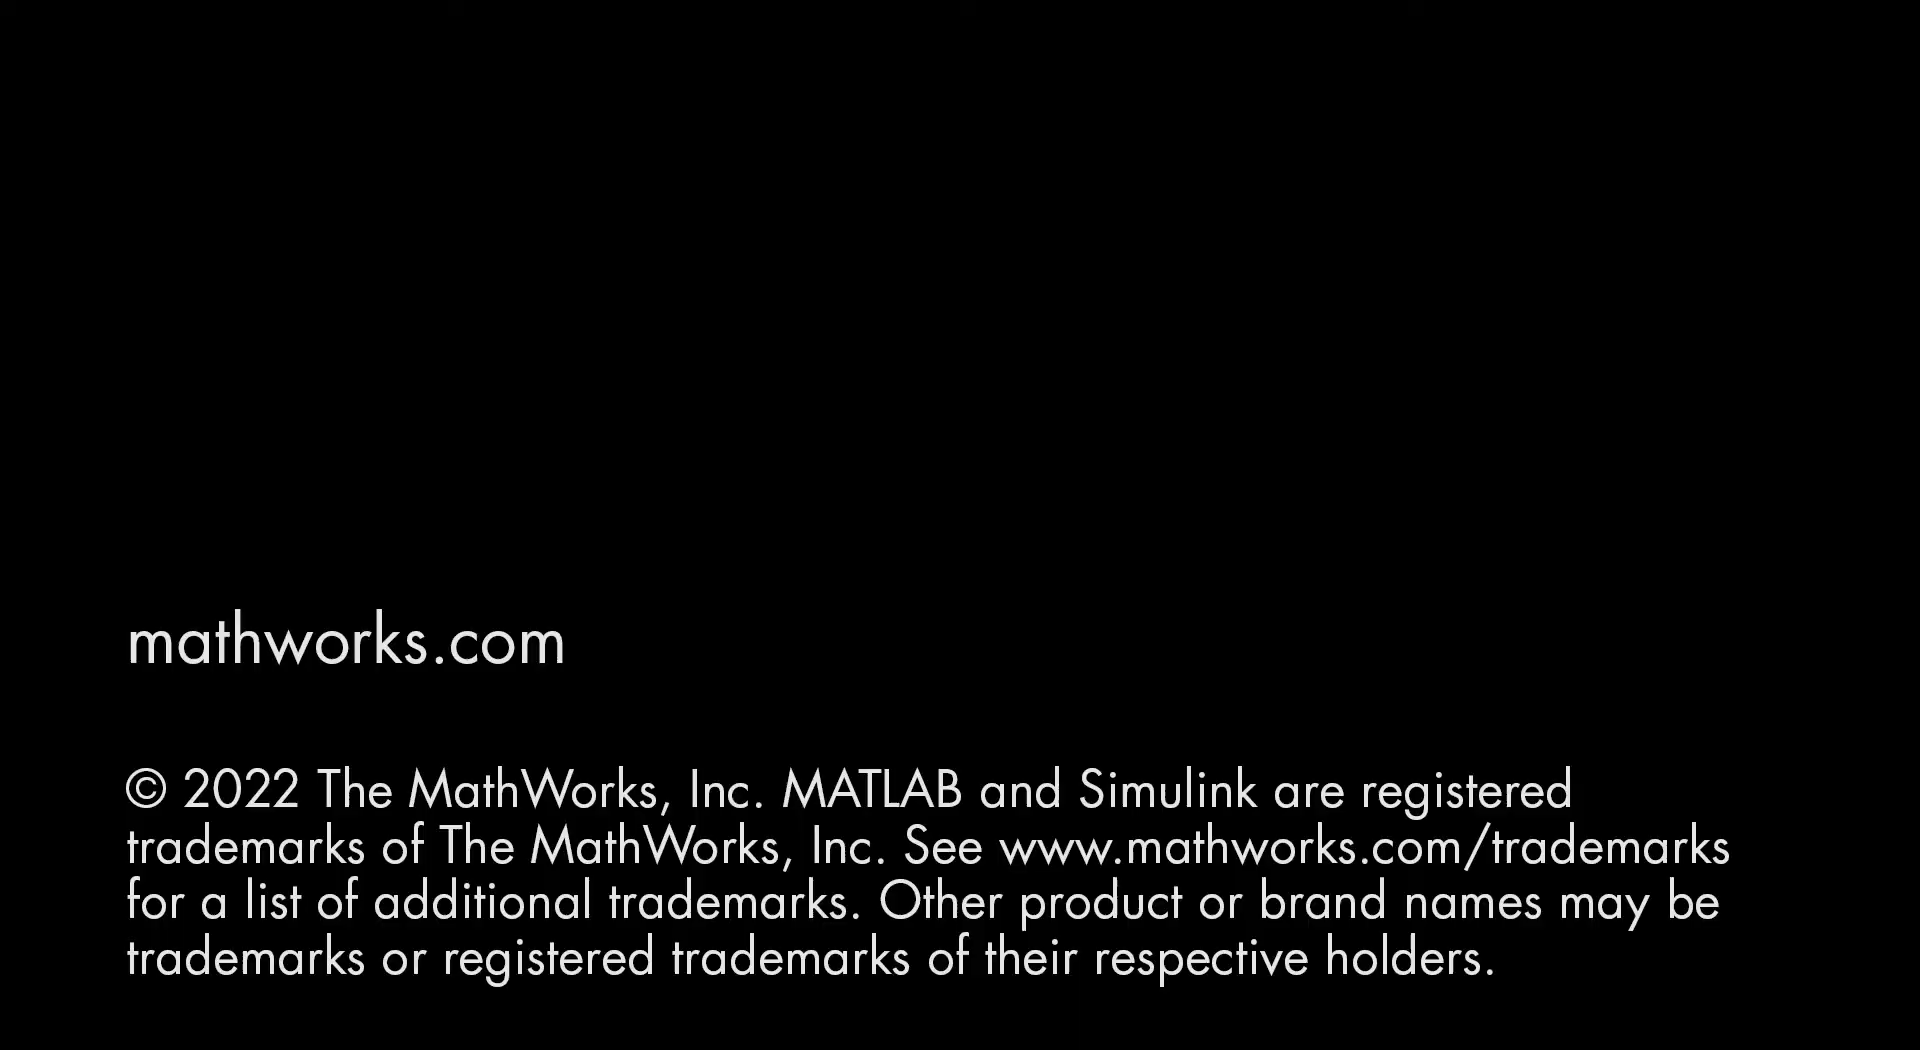 mathworks.com
© 2022 The MathWorks, Inc. MATLAB and Simulink are registered
trademarks of The MathWorks, Inc. See www.mathworks.com/trademarks
for a list of additional trademarks. Other product or brand names may be
trademarks or registered trademarks of their respective holders.